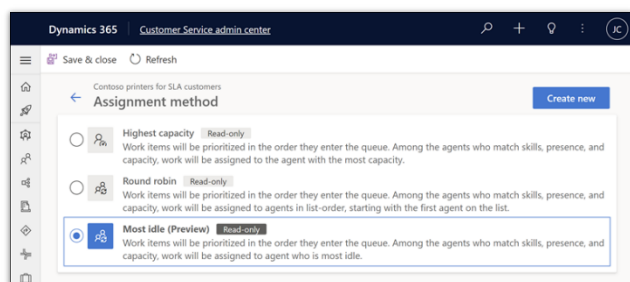 Dynamics 365 Customer Service admin center JC
Save & close Refresh
Contoso printers for SLA customers
Assignment method
Create new
Highest capacity Read-only
Work items will be prioritized in the order they enter the queue. Among the agents who match skills, presence, and
capacity, work will be assigned to the agent with the most capacity.
Round robin Read-only
Work items will be prioritized in the order they enter the queue. Among the agents who match skills, presence, and
capacity, work will be assigned to agents in list-order, starting with the first agent on the list.
Most idle (Preview) Read-only
Work items will be prioritized in the order they enter the queue. Among the agents who match skills, presence, and
capacity, work will be assigned to agent who is most idle.